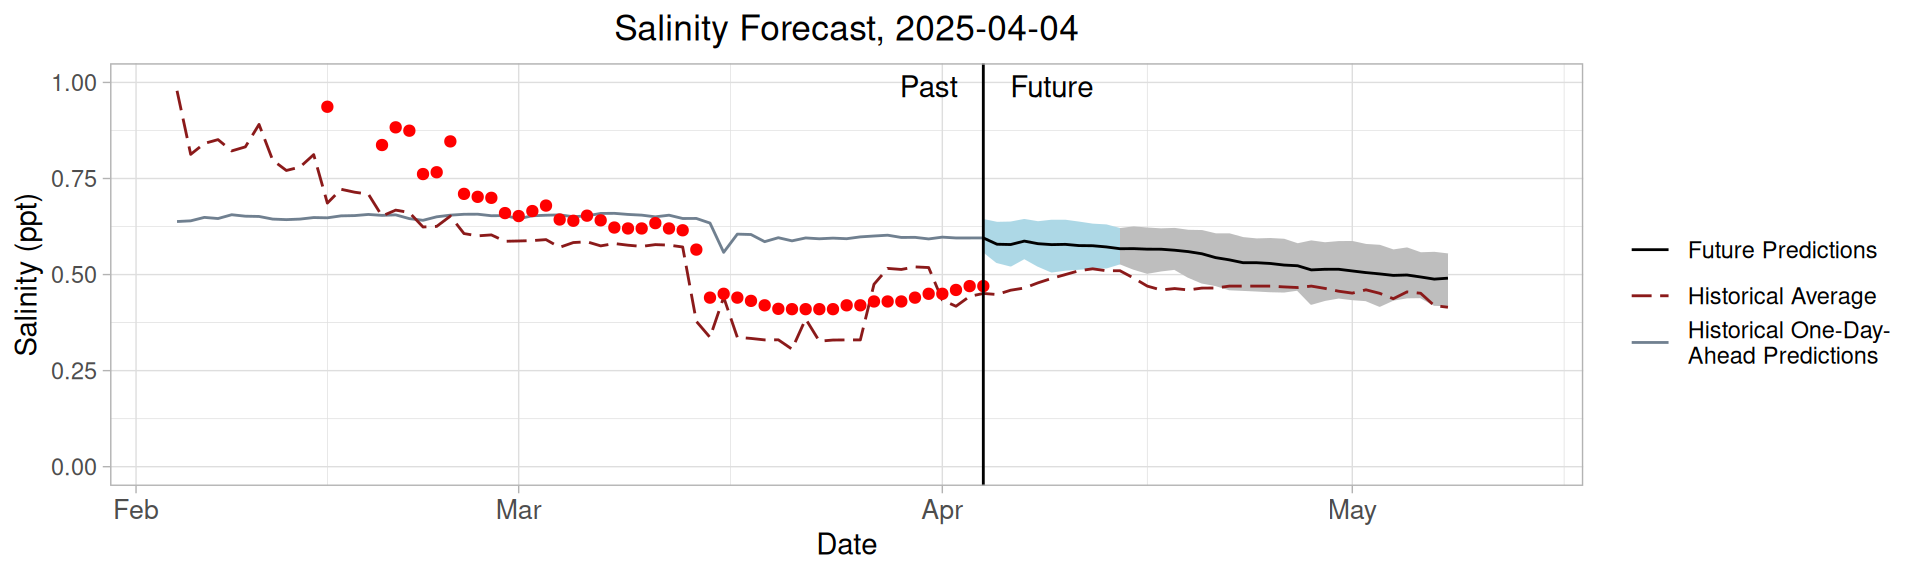 Salinity Forecast, 2025-04-04
Past
Future
1.00
0.75
0.50
0.25
0.00
Salinity (ppt)
Feb
Mar
Apr
May
Date
Future Predictions
Historical Average
Historical One-Day-
Ahead Predictions